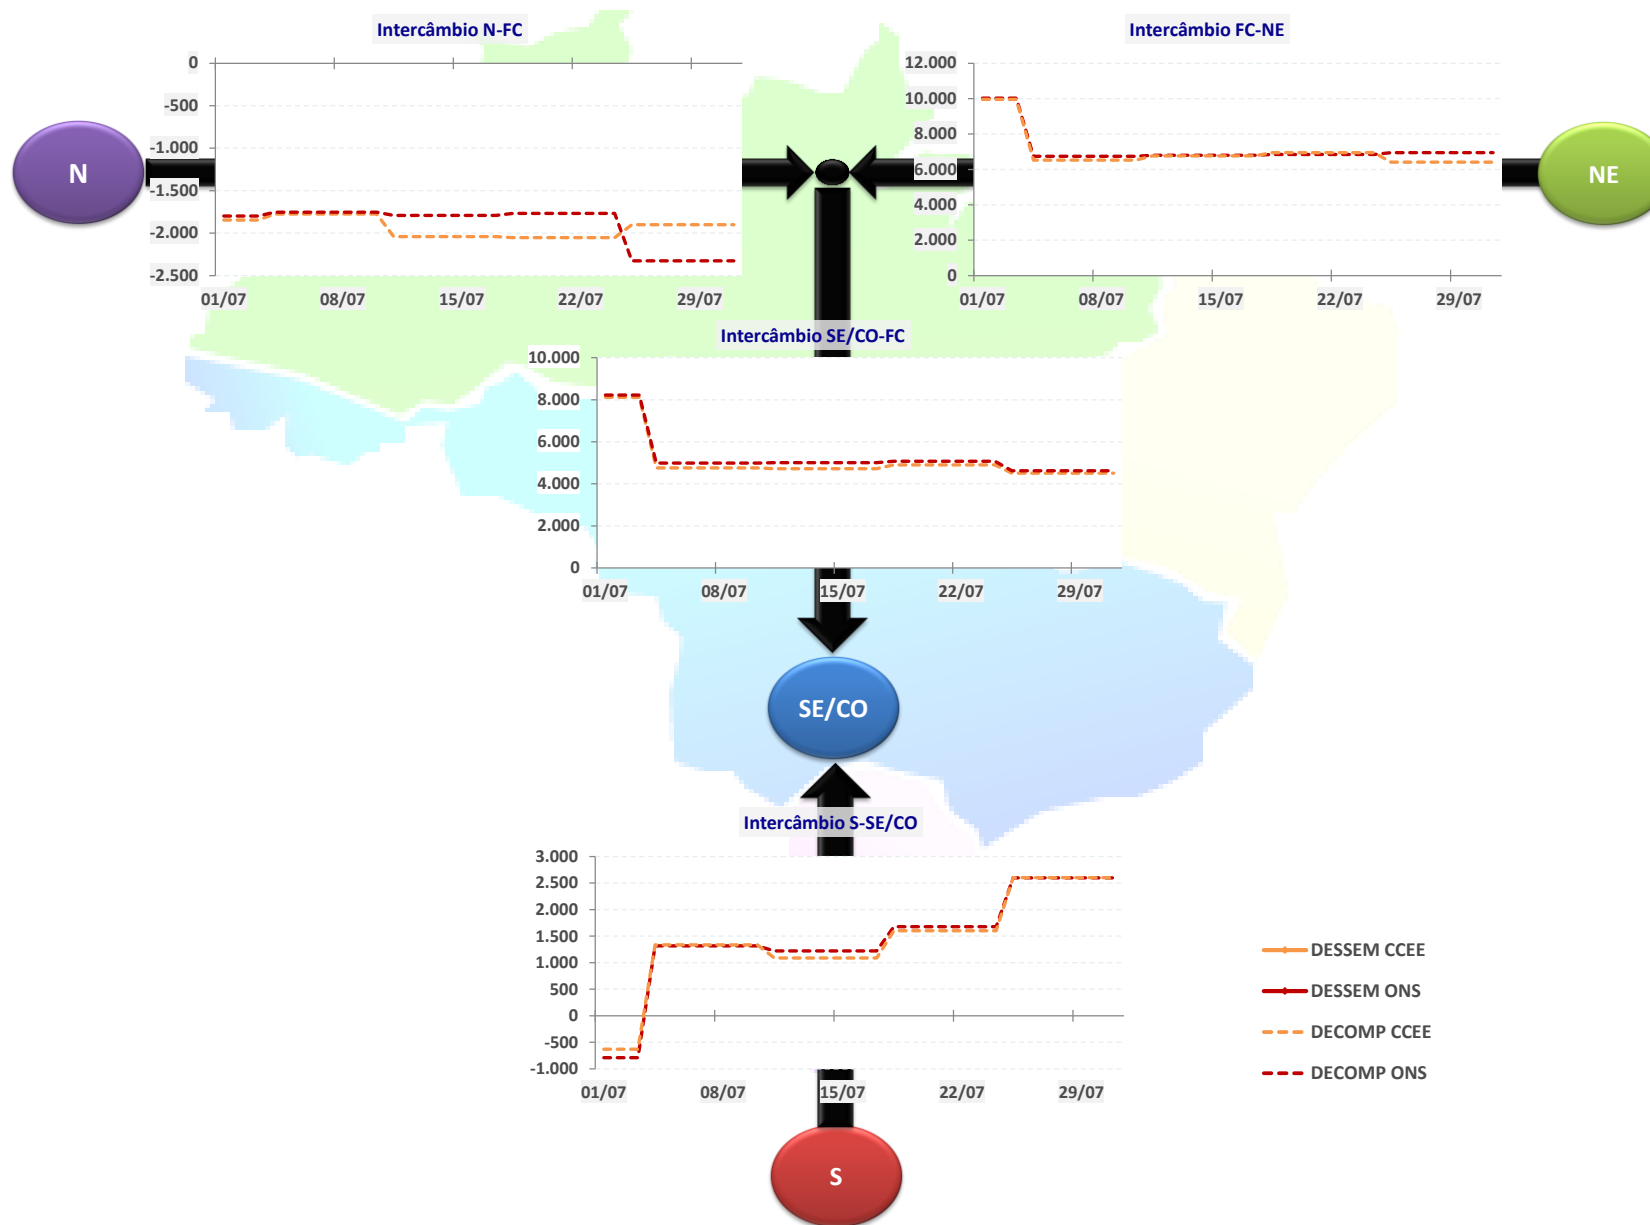 Intercâmbio N-FC
0
-500
-1.000
-1.500
-2.000
-2.500
01/07 08/07 15/07 22/07 29/07
N
Intercâmbio FC-NE
12.000
10.000
8.000
6.000
4.000
2.000
0
01/07 08/07 15/07 22/07 29/07
NE
Intercâmbio SE/CO-FC
10.000
8.000
6.000
4.000
2.000
0
01/07 08/07 15/07 22/07 29/07
SE/CO
Intercâmbio S-SE/CO
3.000
2.500
2.000
1.500
1.000
500
0
-500
-1.000
01/07 08/07 15/07 22/07 29/07
DESSEM CCEE
DESSEM ONS
DECOMP CCEE
DECOMP ONS
S